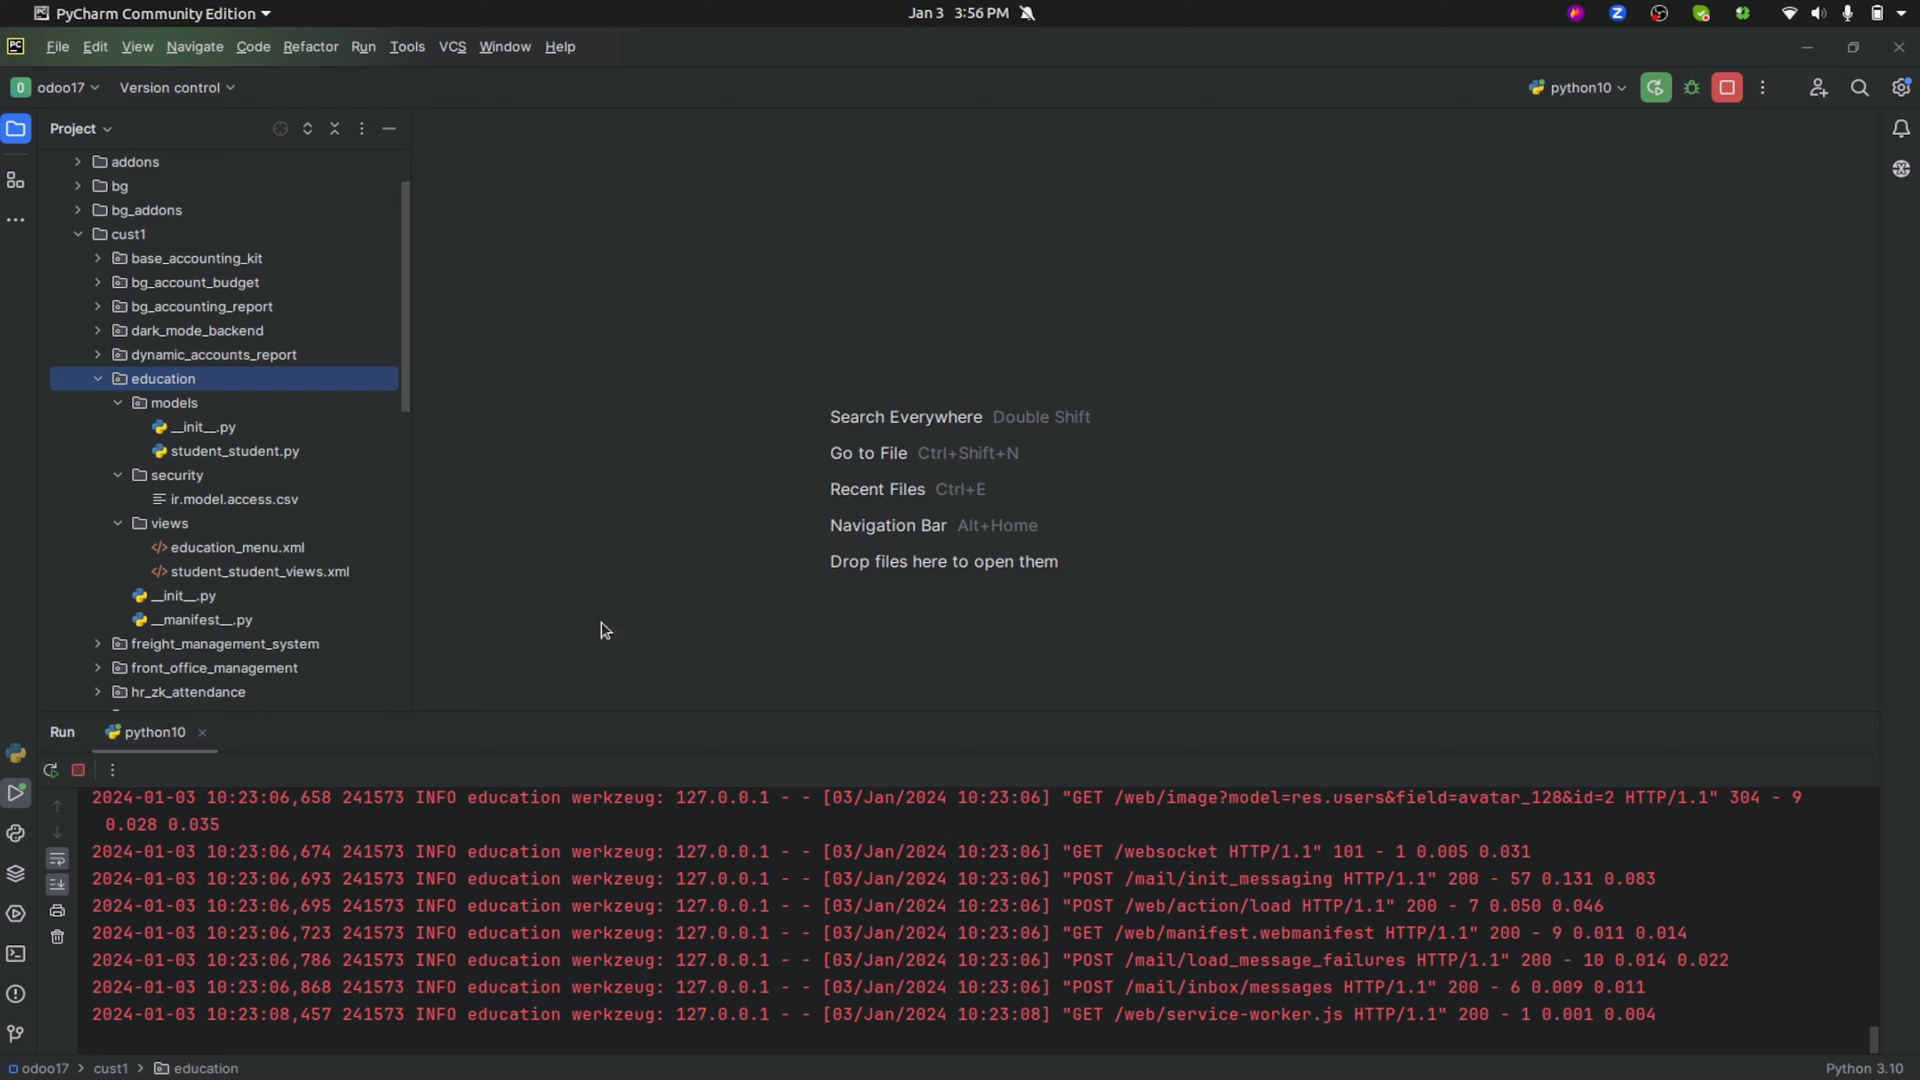 PyCharm Community Edition
Jan 3 3:56 PM
File Edit View Navigate Code Refactor Run Tools VCS Window Help
odoo17 Version control python10
Project
addons
bg
bg_addons
cust1
base_accounting_kit
bg_account_budget
bg_accounting_report
dark_mode_backend
dynamic_accounts_report
education
models
__init__.py
student_student.py
security
ir.model.access.csv
views
education_menu.xml
student_student_views.xml
__init__.py
__manifest__.py
freight_management_system
front_office_management
hr_zk_attendance
Search Everywhere Double Shift
Go to File Ctrl+Shift+N
Recent Files Ctrl+E
Navigation Bar Alt+Home
Drop files here to open them
Run python10
2024-01-03 10:23:06,658 241573 INFO education werkzeug: 127.0.0.1 - - [03/Jan/2024 10:23:06] "GET /web/image?model=res.users&field=avatar_128&id=2 HTTP/1.1" 304 - 9
0.028 0.035
2024-01-03 10:23:06,674 241573 INFO education werkzeug: 127.0.0.1 - - [03/Jan/2024 10:23:06] "GET /websocket HTTP/1.1" 101 - 1 0.005 0.031
2024-01-03 10:23:06,693 241573 INFO education werkzeug: 127.0.0.1 - - [03/Jan/2024 10:23:06] "POST /mail/init_messaging HTTP/1.1" 200 - 57 0.131 0.083
2024-01-03 10:23:06,695 241573 INFO education werkzeug: 127.0.0.1 - - [03/Jan/2024 10:23:06] "POST /web/action/load HTTP/1.1" 200 - 7 0.050 0.046
2024-01-03 10:23:06,723 241573 INFO education werkzeug: 127.0.0.1 - - [03/Jan/2024 10:23:06] "GET /web/manifest.webmanifest HTTP/1.1" 200 - 9 0.011 0.014
2024-01-03 10:23:06,786 241573 INFO education werkzeug: 127.0.0.1 - - [03/Jan/2024 10:23:06] "POST /mail/load_message_failures HTTP/1.1" 200 - 10 0.014 0.022
2024-01-03 10:23:06,868 241573 INFO education werkzeug: 127.0.0.1 - - [03/Jan/2024 10:23:06] "POST /mail/inbox/messages HTTP/1.1" 200 - 6 0.009 0.011
2024-01-03 10:23:08,457 241573 INFO education werkzeug: 127.0.0.1 - - [03/Jan/2024 10:23:08] "GET /web/service-worker.js HTTP/1.1" 200 - 1 0.001 0.004
odoo17 > cust1 > education Python 3.10